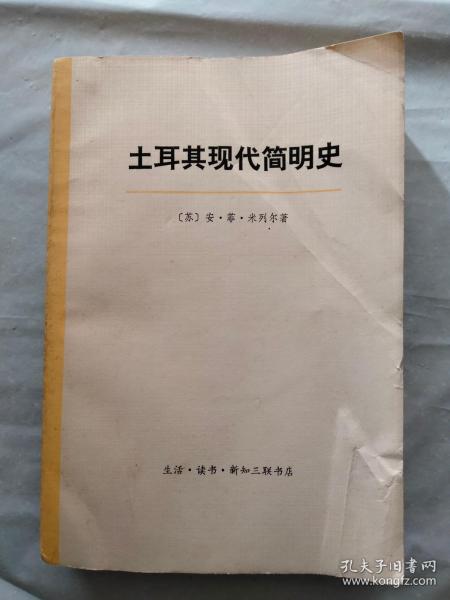 土耳其现代简明史
〔苏〕安·菲·米列尔著
生活·读书·新知三联书店
孔夫子旧书网
www.kongfz.com